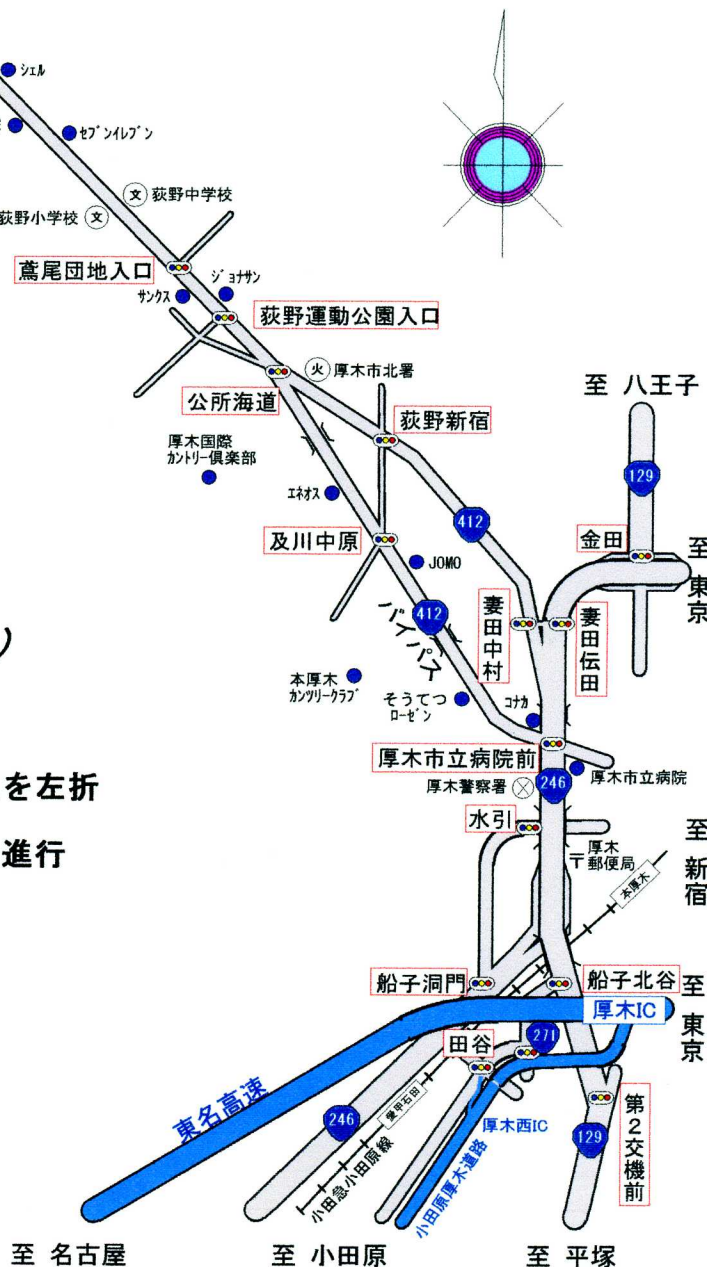 シェル
セブンイレブン
荻野中学校
荻野小学校
鳶尾団地入口
サンクス
ジョナサン
荻野運動公園入口
公所海道
厚木市北署
至 八王子
荻野新宿
厚木国際
カントリー倶楽部
129
エネオス
412
金田
至 東京
及川中原
JOMO
412
バイパス
妻田中村
妻田伝田
本厚木
カンツリークラブ
そうてつ
ローゼン
コナカ
厚木市立病院前
を左折
厚木警察署
246
厚木市立病院
水引
進行
厚木
郵便局
至 新宿
本厚木
船子洞門
船子北谷
至 東京
厚木IC
田谷
271
東名高速
愛甲石田
246
厚木西IC
129
第2交機前
小田急小田原線
小田原厚木道路
至 名古屋
至 小田原
至 平塚